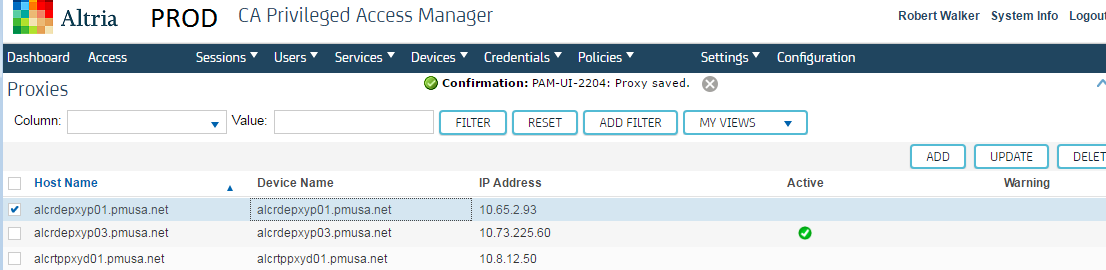 Altria PROD CA Privileged Access Manager Robert Walker System Info Logout
Dashboard Access Sessions Users Services Devices Credentials Policies Settings Configuration
Confirmation: PAM-UI-2204: Proxy saved.
Proxies
Column: Value: FILTER RESET ADD FILTER MY VIEWS
ADD UPDATE DELET
Host Name Device Name IP Address Active Warning
alcrdepxyp01.pmusa.net alcrdepxyp01.pmusa.net 10.65.2.93
alcrdepxyp03.pmusa.net alcrdepxyp03.pmusa.net 10.73.225.60
alcrtppxyd01.pmusa.net alcrtppxyd01.pmusa.net 10.8.12.50